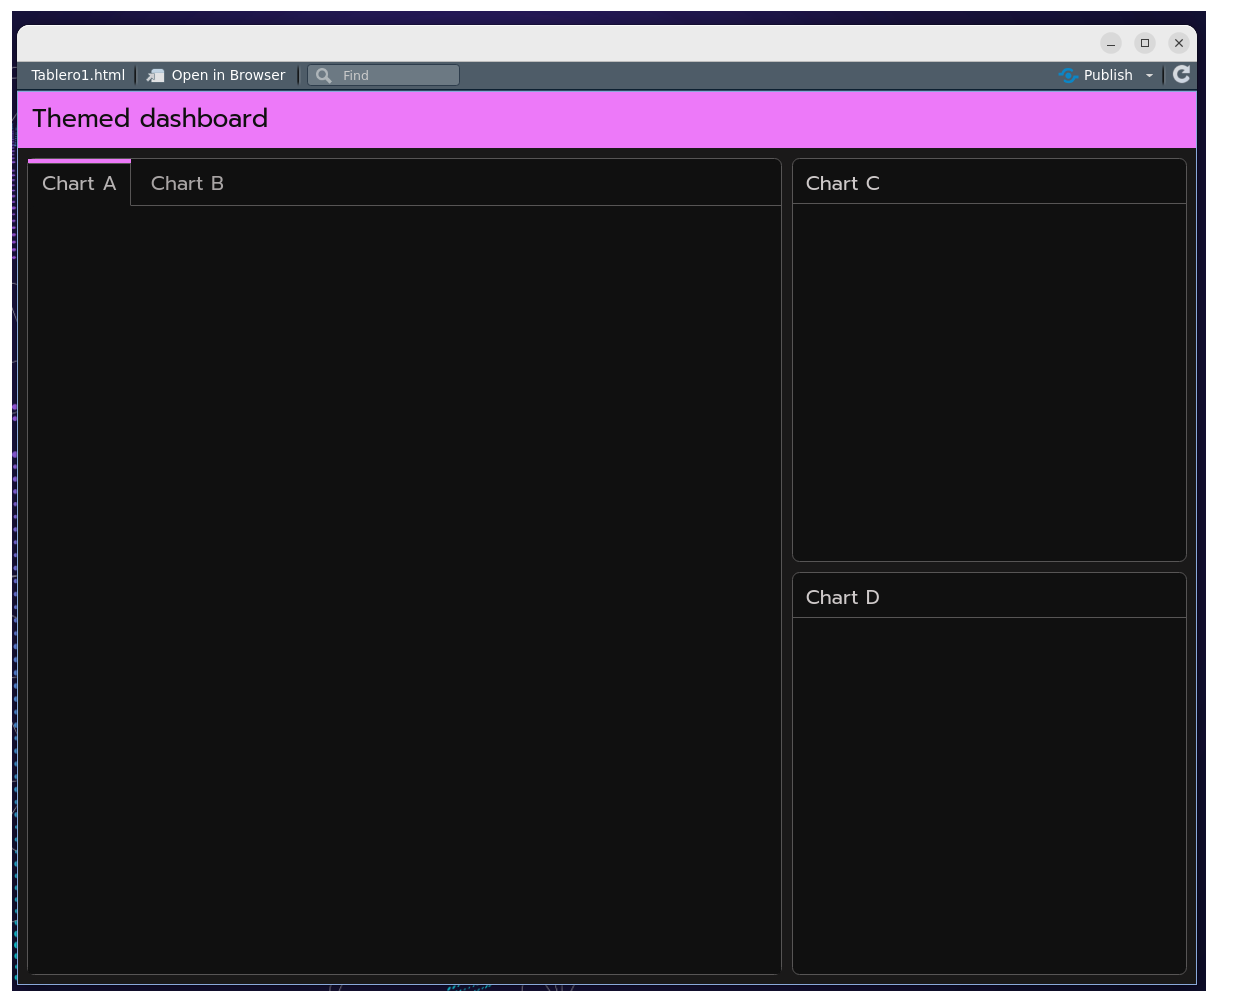 Tablero1.html Open in Browser Find Publish
Themed dashboard
Chart A Chart B
Chart C
Chart D